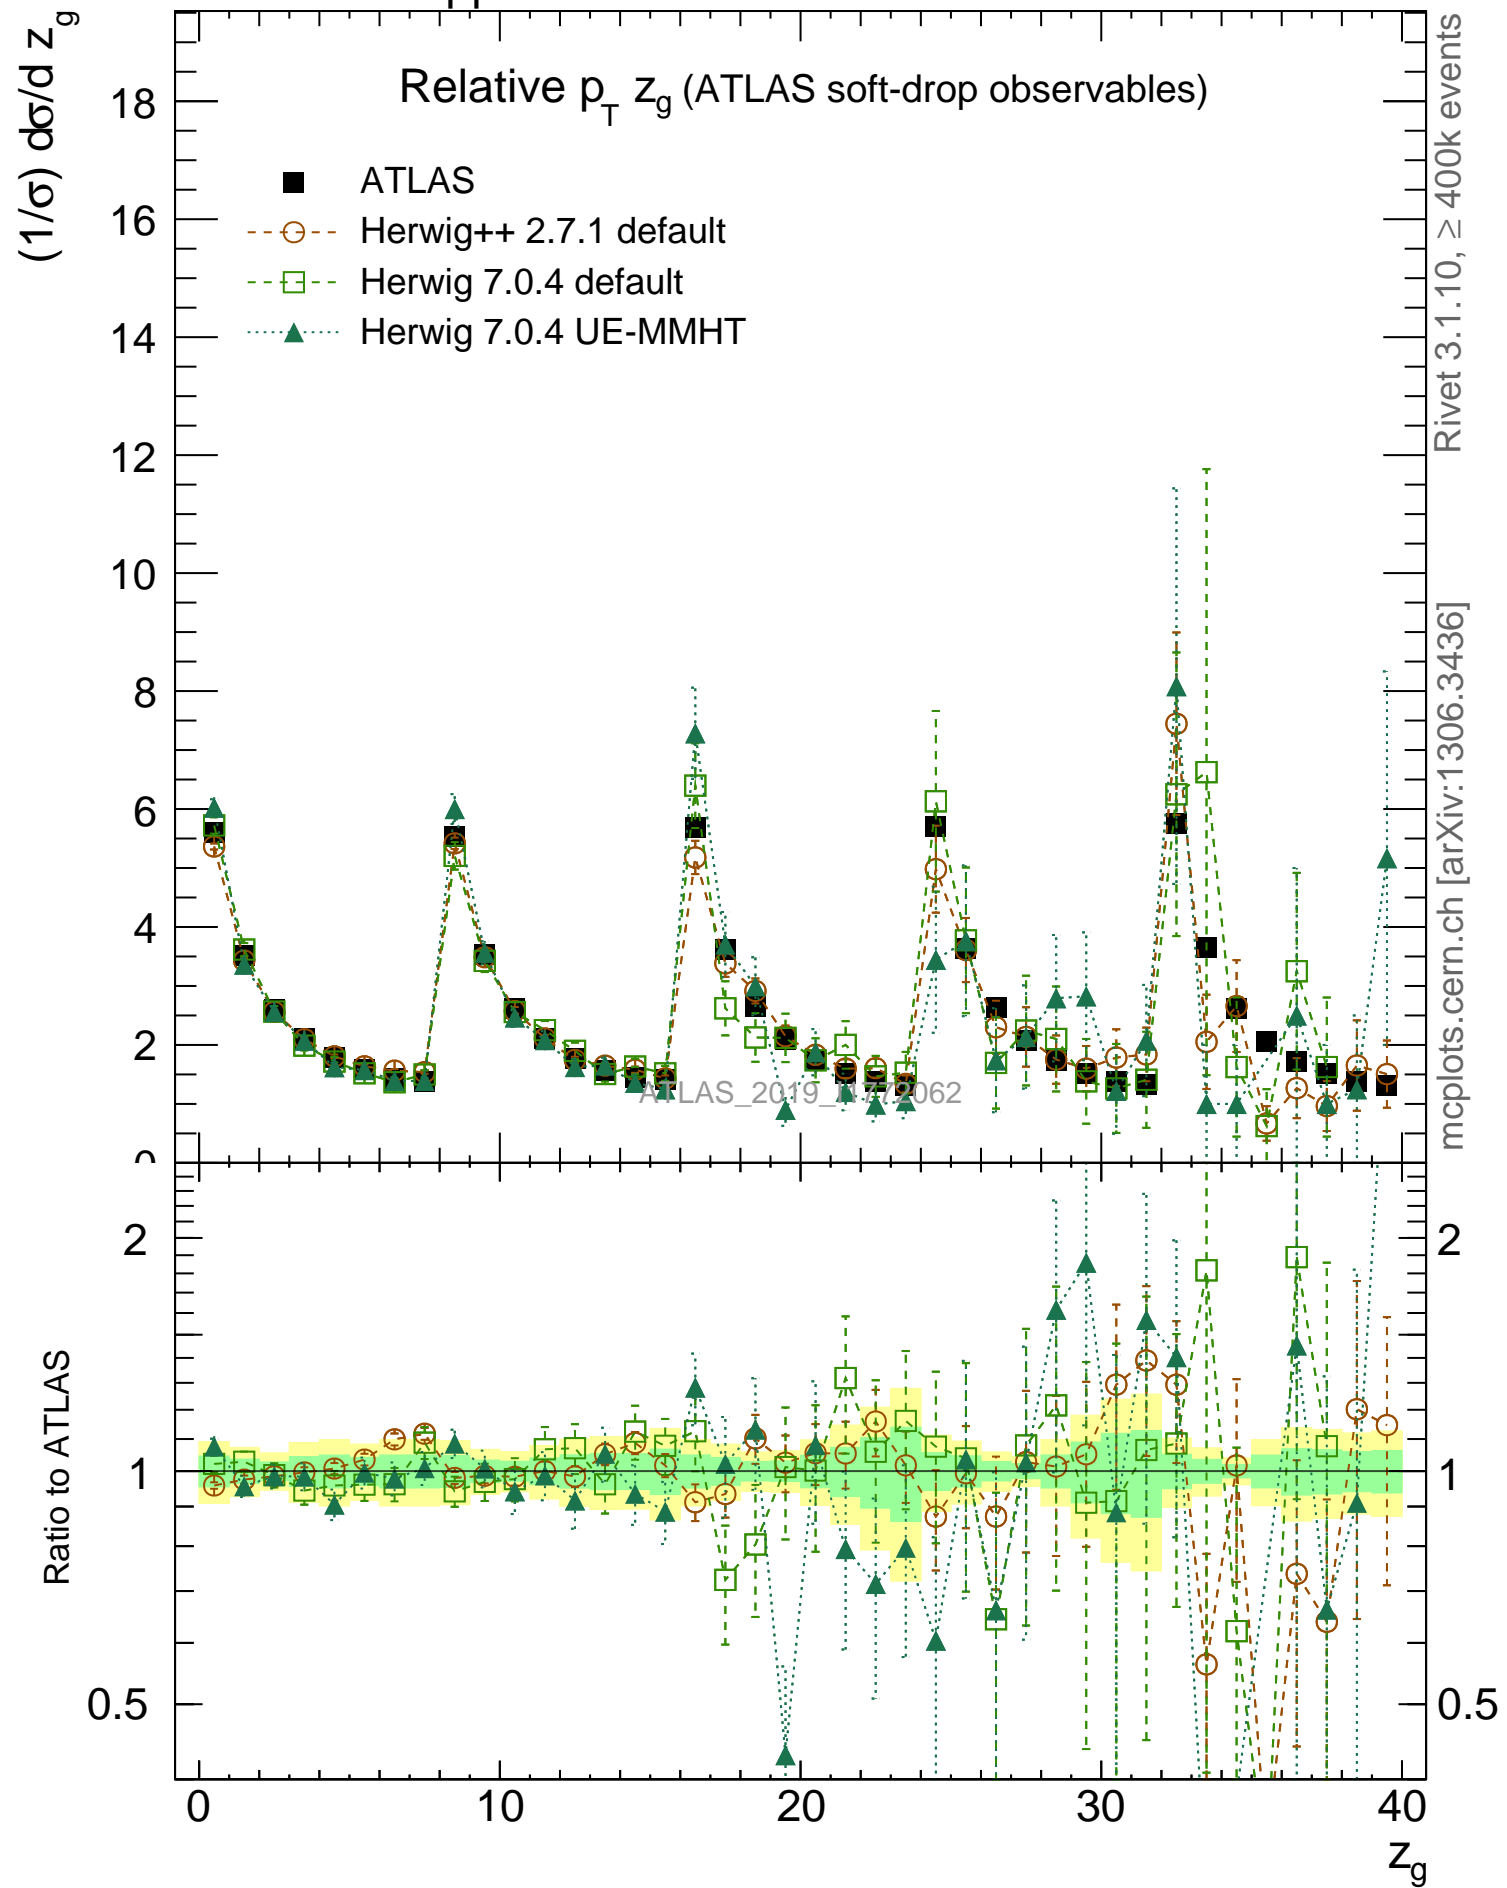 (1/σ) dσ/d z_g
Relative p_T z_g (ATLAS soft-drop observables)
ATLAS
Herwig++ 2.7.1 default
Herwig 7.0.4 default
Herwig 7.0.4 UE-MMHT
18
16
14
12
10
8
6
4
2
0
ATLAS_2019_I1772062
Rivet 3.1.10, ≥ 400k events
mcplots.cern.ch [arXiv:1306.3436]
Ratio to ATLAS
2
1
0.5
2
1
0.5
0 10 20 30 40
z_g